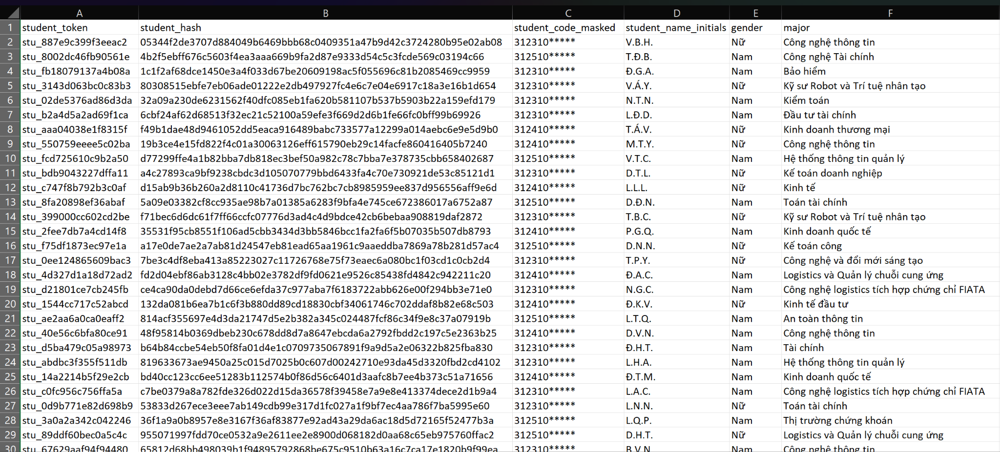 A B C D E F
1 student_token student_hash student_code_masked student_name_initials gender major
2 stu_887e9c399f3eeac2 05344f2de3707d884049b6469bbb68c0409351a47b9d42c3724280b95e02ab08 312310***** V.B.H. Nữ Công nghệ thông tin
3 stu_8002dc46fb90561e 4b2f5ebff676c5603f4ea3aaa669b9fa2d87e9333d54c5c3fcde569c03194c66 312510***** T.Đ.B. Nam Công nghệ Tài chính
4 stu_fb18079137a4b08a 1c1f2af68dce1450e3a4f033d67be20609198ac5f055696c81b2085469cc9959 312310***** Đ.G.A. Nam Bảo hiểm
5 stu_3143d063bc0c83b3 80308515ebfe7eb06ade01222e2db497927fc4e6c7e04e6917c18a3e16b1d654 312310***** V.Á.Y. Nữ Kỹ sư Robot và Trí tuệ nhân tạo
6 stu_02de5376ad86d3da 32a09a230de6231562f40dfc085eb1fa620b581107b537b5903b22a159efd179 312310***** N.T.N. Nam Kiểm toán
7 stu_b2a4d5a2ad69f1ca 6cbf24af62d68513f32ec21c52100a59efe3f669d2d6b1fe66fc0bff99b69926 312310***** L.Đ.D. Nam Đầu tư tài chính
8 stu_aaa04038e1f8315f f49b1dae48d9461052dd5eaca916489babc733577a12299a014aebc6e9e5d9b0 312410***** T.Á.V. Nữ Kinh doanh thương mại
9 stu_550759eeee5c02ba 19b3ce4e15fd822f4c01a30063126eff615790eb29c14facfe860416405b7240 312410***** M.T.Y. Nữ Công nghệ thông tin
10 stu_fcd725610c9b2a50 d77299ffe4a1b82bba7db818ec3bef50a982c78c7bba7e378735cbb658402687 312510***** V.T.C. Nam Hệ thống thông tin quản lý
11 stu_bdb9043227dffa11 a4c27893ca9bf9238cbdc3d105070779bbd6433fa4c70e730921de53c85121d1 312310***** D.T.L. Nữ Kế toán doanh nghiệp
12 stu_c747f8b792b3c0af d15ab9b36b260a2d8110c41736d7bc762bc7cb8985959ee837d956556aff9e6d 312410***** L.L.L. Nữ Kinh tế
13 stu_8fa20898ef36abaf 5a09e03382cf8cc935ae98b7a01385a6283f9bfa4e745ce672386017a6752a87 312510***** D.Đ.N. Nam Toán tài chính
14 stu_399000cc602cd2be f71bec6d6dc61f7ff66ccfc07776d3ad4c4d9bdce42cb6bebaa908819daf2872 312310***** T.B.C. Nữ Kỹ sư Robot và Trí tuệ nhân tạo
15 stu_2fee7db7a4cd14f8 35531f95cb8551f106ad5cbb3434d3bb5846bcc1fa2fa6f5b07035b507db8793 312410***** P.G.Q. Nam Kinh doanh quốc tế
16 stu_f75df1873ec97e1a a17e0de7ae2a7ab81d24547eb81ead65aa1961c9aaeddba7869a78b281d57ac4 312510***** D.N.N. Nữ Kế toán công
17 stu_0ee124865609bac3 7be3c4df8eba413a85223027c11726768e75f73eaec6a080bc1f03cd1c0cb2d4 312310***** T.P.Y. Nữ Công nghệ và đổi mới sáng tạo
18 stu_4d327d1a18d72ad2 fd2d04ebf86ab3128c4bb02e3782df9fd0621e9526c85438fd4842c942211c20 312410***** Đ.A.C. Nam Logistics và Quản lý chuỗi cung ứng
19 stu_d21801ce7cb245fb ce4ca90da0debd7d66ce6efda37c977aba7f6183722abb626e00f294bb3e71e0 312310***** N.G.C. Nam Công nghệ logistics tích hợp chứng chỉ FIATA
20 stu_1544cc717c52abcd 132da081b6ea7b1c6f3b880dd89cd18830cbf34061746c702ddaf8b82e68c503 312410***** Đ.K.V. Nữ Kinh tế đầu tư
21 stu_ae2aa6a0ca0eaff2 814acf355697e4d3da21747d5e2b382a345c024487fcf86c34f9e8c37a07919b 312510***** L.T.Q. Nam An toàn thông tin
22 stu_40e56c6bfa80ce91 48f95814b0369dbeb230c678dd8d7a8647ebcda6a2792fbdd2c197c5e2363b25 312410***** D.V.N. Nam Công nghệ thông tin
23 stu_d5ba479c05a98973 b64b84ccbe54eb50f8fa01d4e1c0709735067891f9a9d5a2e06322b825fba830 312310***** Đ.H.T. Nam Tài chính
24 stu_abdbc3f355f511db 819633673ae9450a25c015d7025b0c607d00242710e93da45d3320fbd2cd4102 312310***** L.H.A. Nam Hệ thống thông tin quản lý
25 stu_14a2214b5f29e2cb bd40cc123cc6ee51283b112574b0f86d56c6401d3aafc8b7ee4b373c51a71656 312410***** Đ.T.M. Nam Kinh doanh quốc tế
26 stu_c0fc956c756ffa5a c7be0379a8a782fde326d022d15da36578f39458e7a9e8e413374dece2d1b9a4 312310***** L.A.C. Nam Công nghệ logistics tích hợp chứng chỉ FIATA
27 stu_0d9b771e82d698b9 53833d267ece3eee7ab149cdb99e317d1fc027a1f9bf7ec4aa786f7ba5995e60 312310***** L.N.N. Nữ Toán tài chính
28 stu_3a0a2a342c042246 36f1a9a0b8957e8e3167f36af83877e92ad43a29da6ac18d5d72165f52477b3a 312510***** L.Q.P. Nam Thị trường chứng khoán
29 stu_89ddf60bec0a5c4c 955071997fdd70ce0532a9e2611ee2e8900d068182d0aa68c65eb975760ffac2 312510***** D.H.T. Nữ Logistics và Quản lý chuỗi cung ứng
30 stu_67629aaf94f94480 65812d68bb498039b1f94895792868be675c9510b63a16c7ca17e1820b9f99ea 312310***** B.V.N Nam Công nghệ thông tin